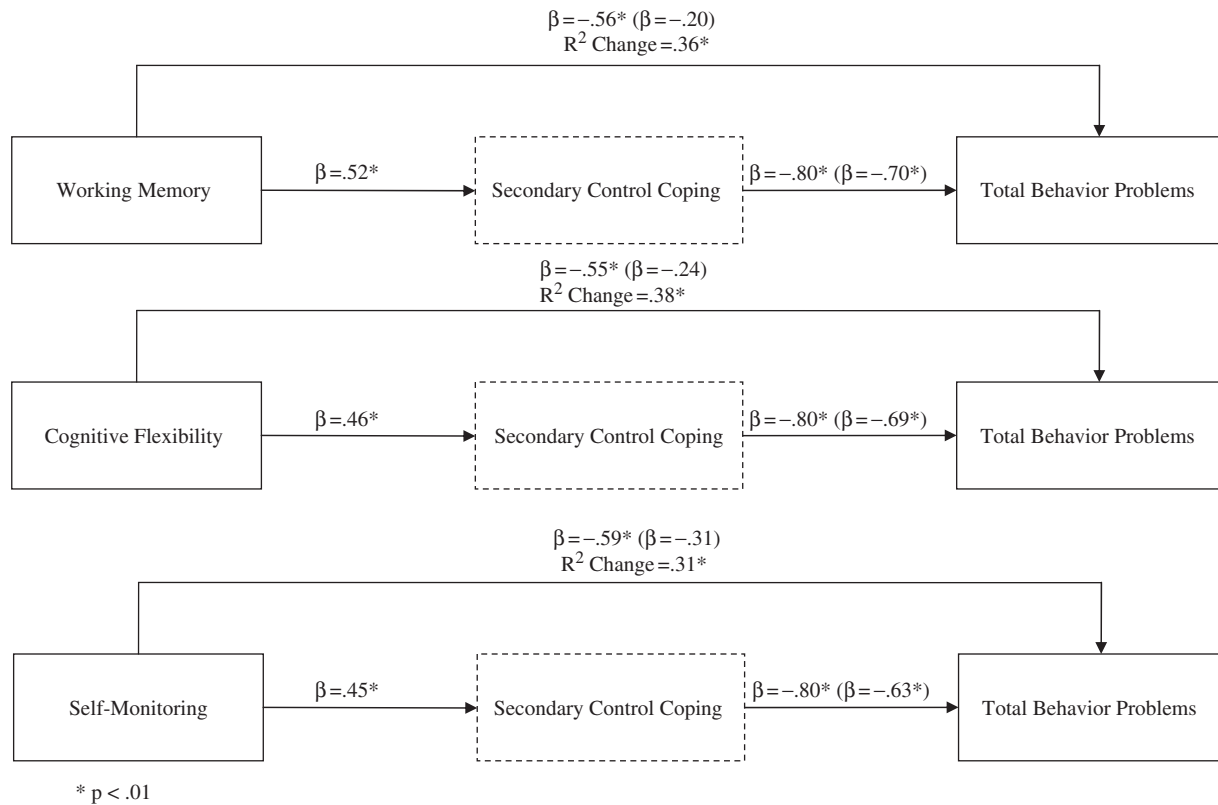 β=−.56* (β=−.20)
R² Change=.36*
Working Memory
β=.52*
Secondary Control Coping
β=−.80* (β=−.70*)
Total Behavior Problems
β=−.55* (β=−.24)
R² Change=.38*
Cognitive Flexibility
β=.46*
Secondary Control Coping
β=−.80* (β=−.69*)
Total Behavior Problems
β=−.59* (β=−.31)
R² Change=.31*
Self-Monitoring
β=.45*
Secondary Control Coping
β=−.80* (β=−.63*)
Total Behavior Problems
* p < .01